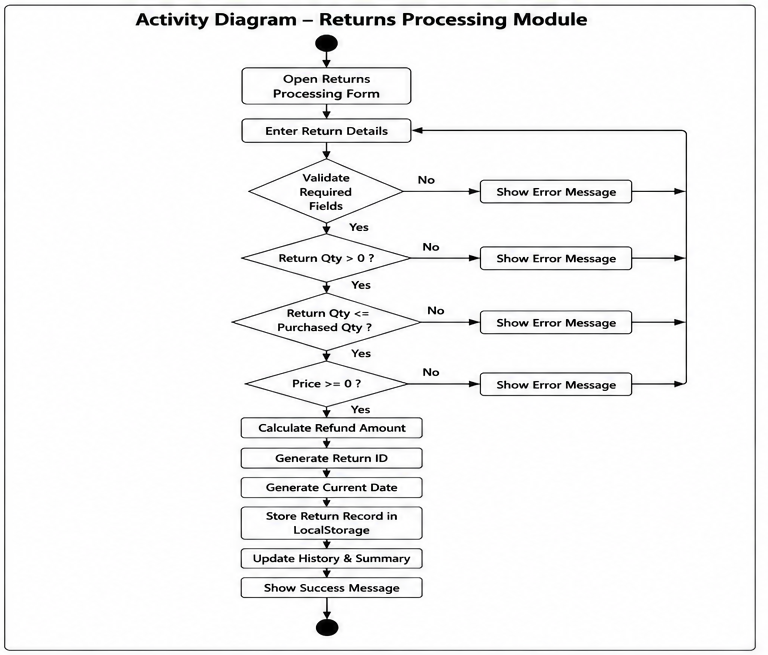 Activity Diagram – Returns Processing Module
Open Returns
Processing Form
Enter Return Details
Validate
Required
Fields
No
Show Error Message
Yes
Return Qty > 0 ?
No
Show Error Message
Yes
Return Qty <=
Purchased Qty ?
No
Show Error Message
Yes
Price >= 0 ?
No
Show Error Message
Yes
Calculate Refund Amount
Generate Return ID
Generate Current Date
Store Return Record in
LocalStorage
Update History & Summary
Show Success Message